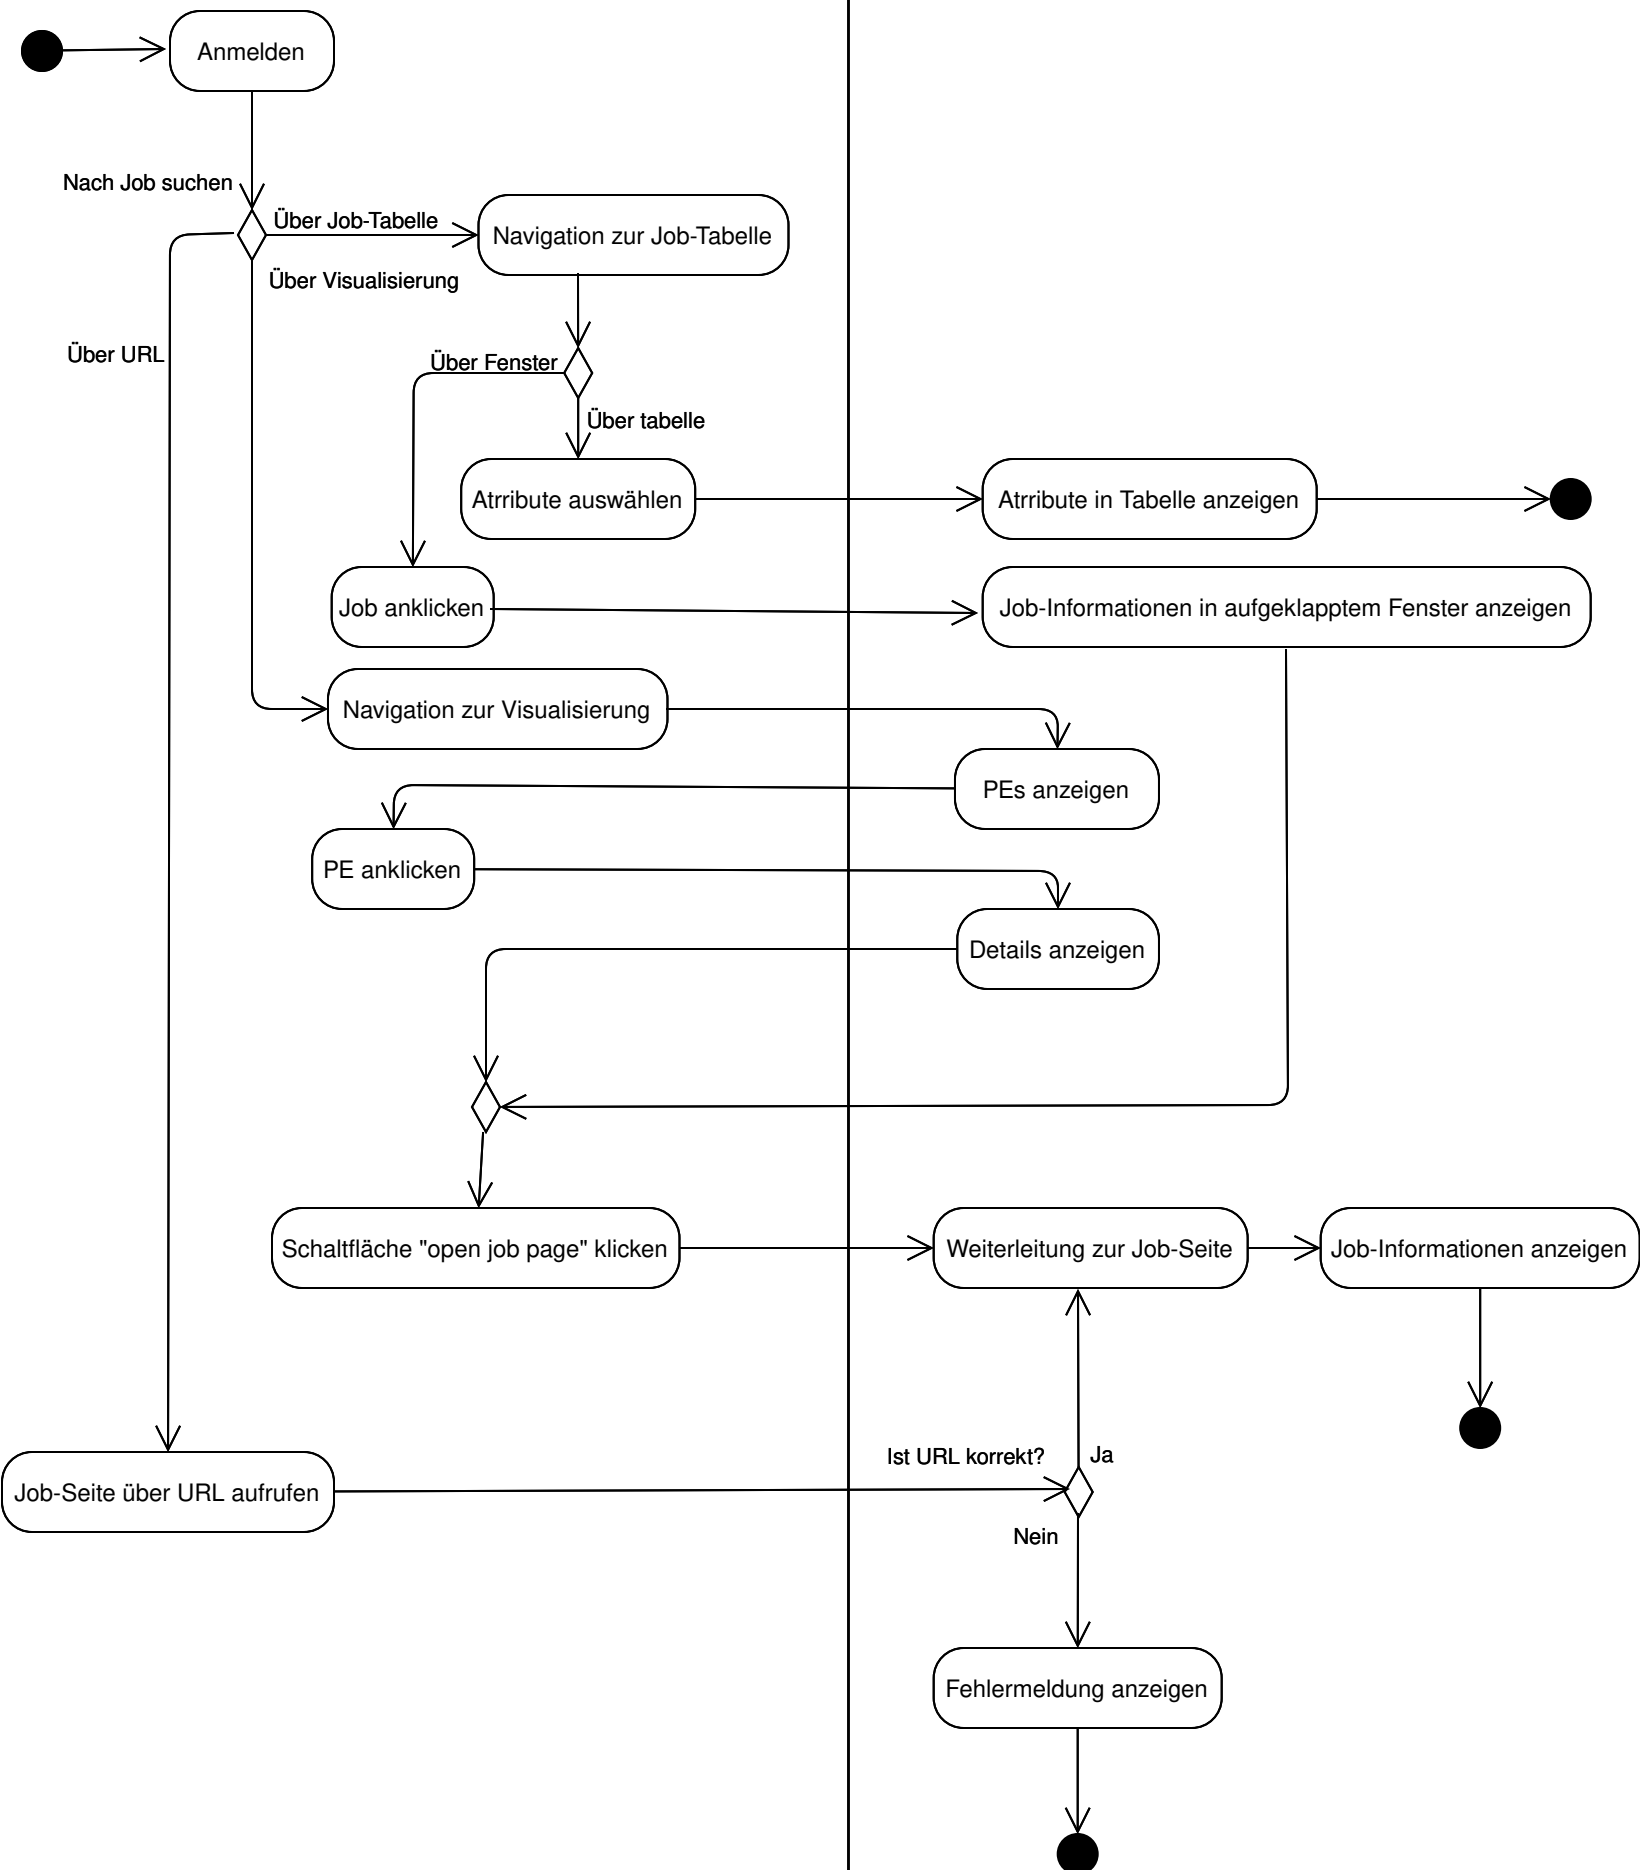 Anmelden
Nach Job suchen
Über Job-Tabelle
Navigation zur Job-Tabelle
Über Visualisierung
Über URL
Über Fenster
Über tabelle
Atrribute auswählen
Atrribute in Tabelle anzeigen
Job anklicken
Job-Informationen in aufgeklapptem Fenster anzeigen
Navigation zur Visualisierung
PEs anzeigen
PE anklicken
Details anzeigen
Schaltfläche "open job page" klicken
Weiterleitung zur Job-Seite
Job-Informationen anzeigen
Ist URL korrekt?
Ja
Job-Seite über URL aufrufen
Nein
Fehlermeldung anzeigen